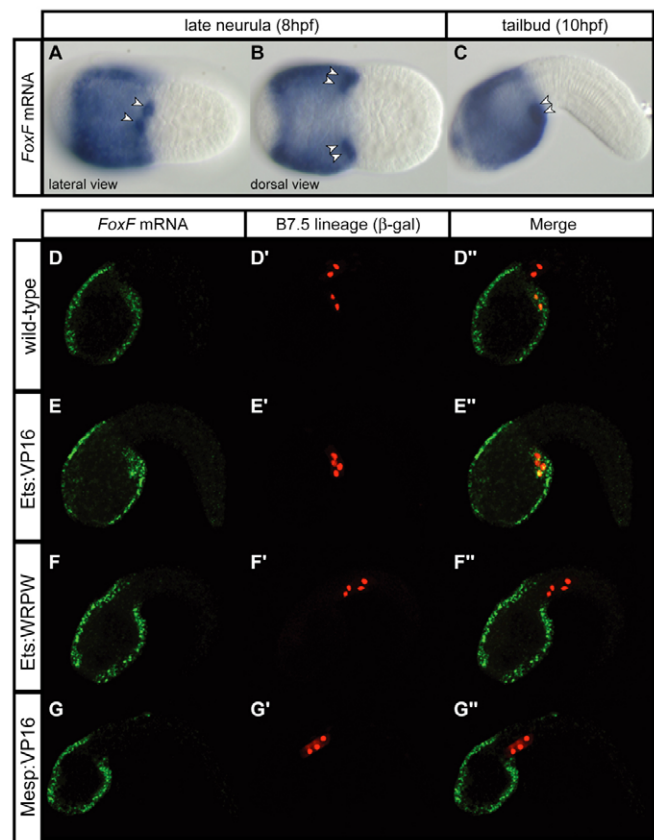 late neurula (8hpf)
tailbud (10hpf)
FoxF mRNA
A
B
C
lateral view
dorsal view
FoxF mRNA
B7.5 lineage (β-gal)
Merge
wild-type
D
D'
D"
Ets:VP16
E
E'
E"
Ets:WRPW
F
F'
F"
Mesp:VP16
G
G'
G"